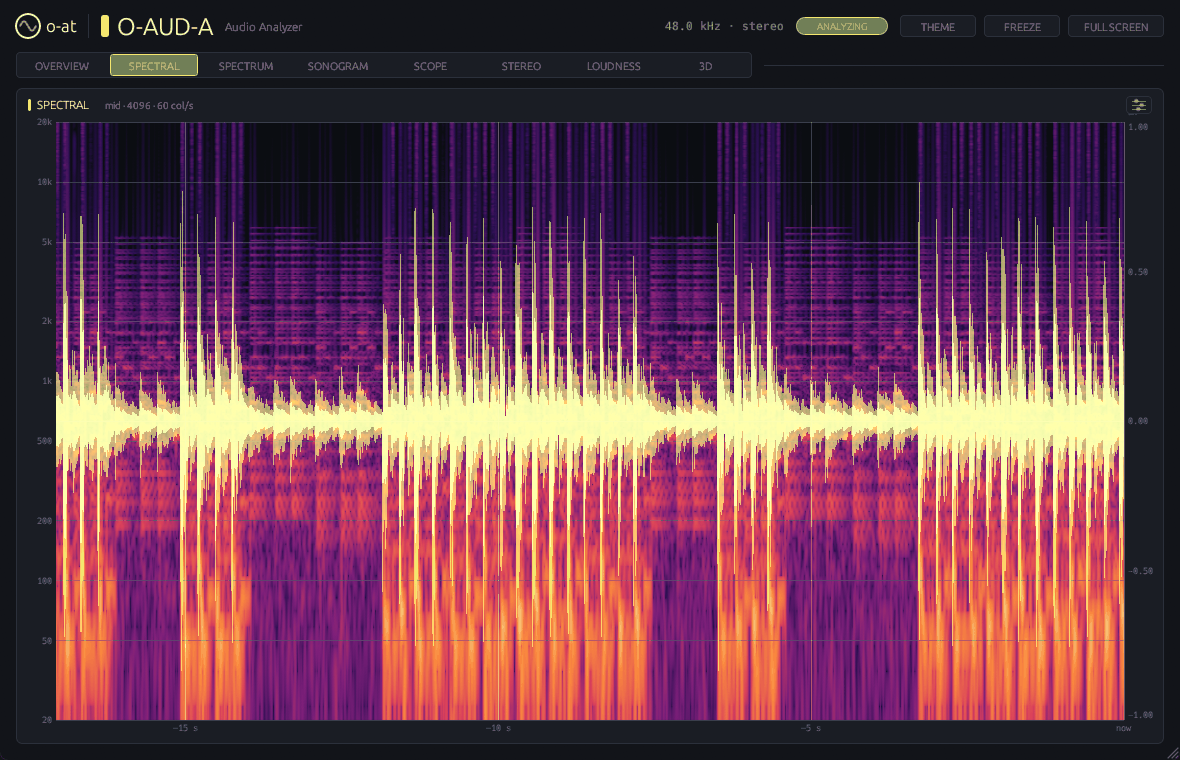 o-at O-AUD-A Audio Analyzer 48.0 kHz · stereo ANALYZING THEME FREEZE FULLSCREEN
OVERVIEW SPECTRAL SPECTRUM SONOGRAM SCOPE STEREO LOUDNESS 3D
SPECTRAL mid · 4096 · 60 col/s
20k
1.00
10k
5k
0.50
2k
1k
0.00
500
200
100
-0.50
50
20
-1.00
-15 s -10 s -5 s now